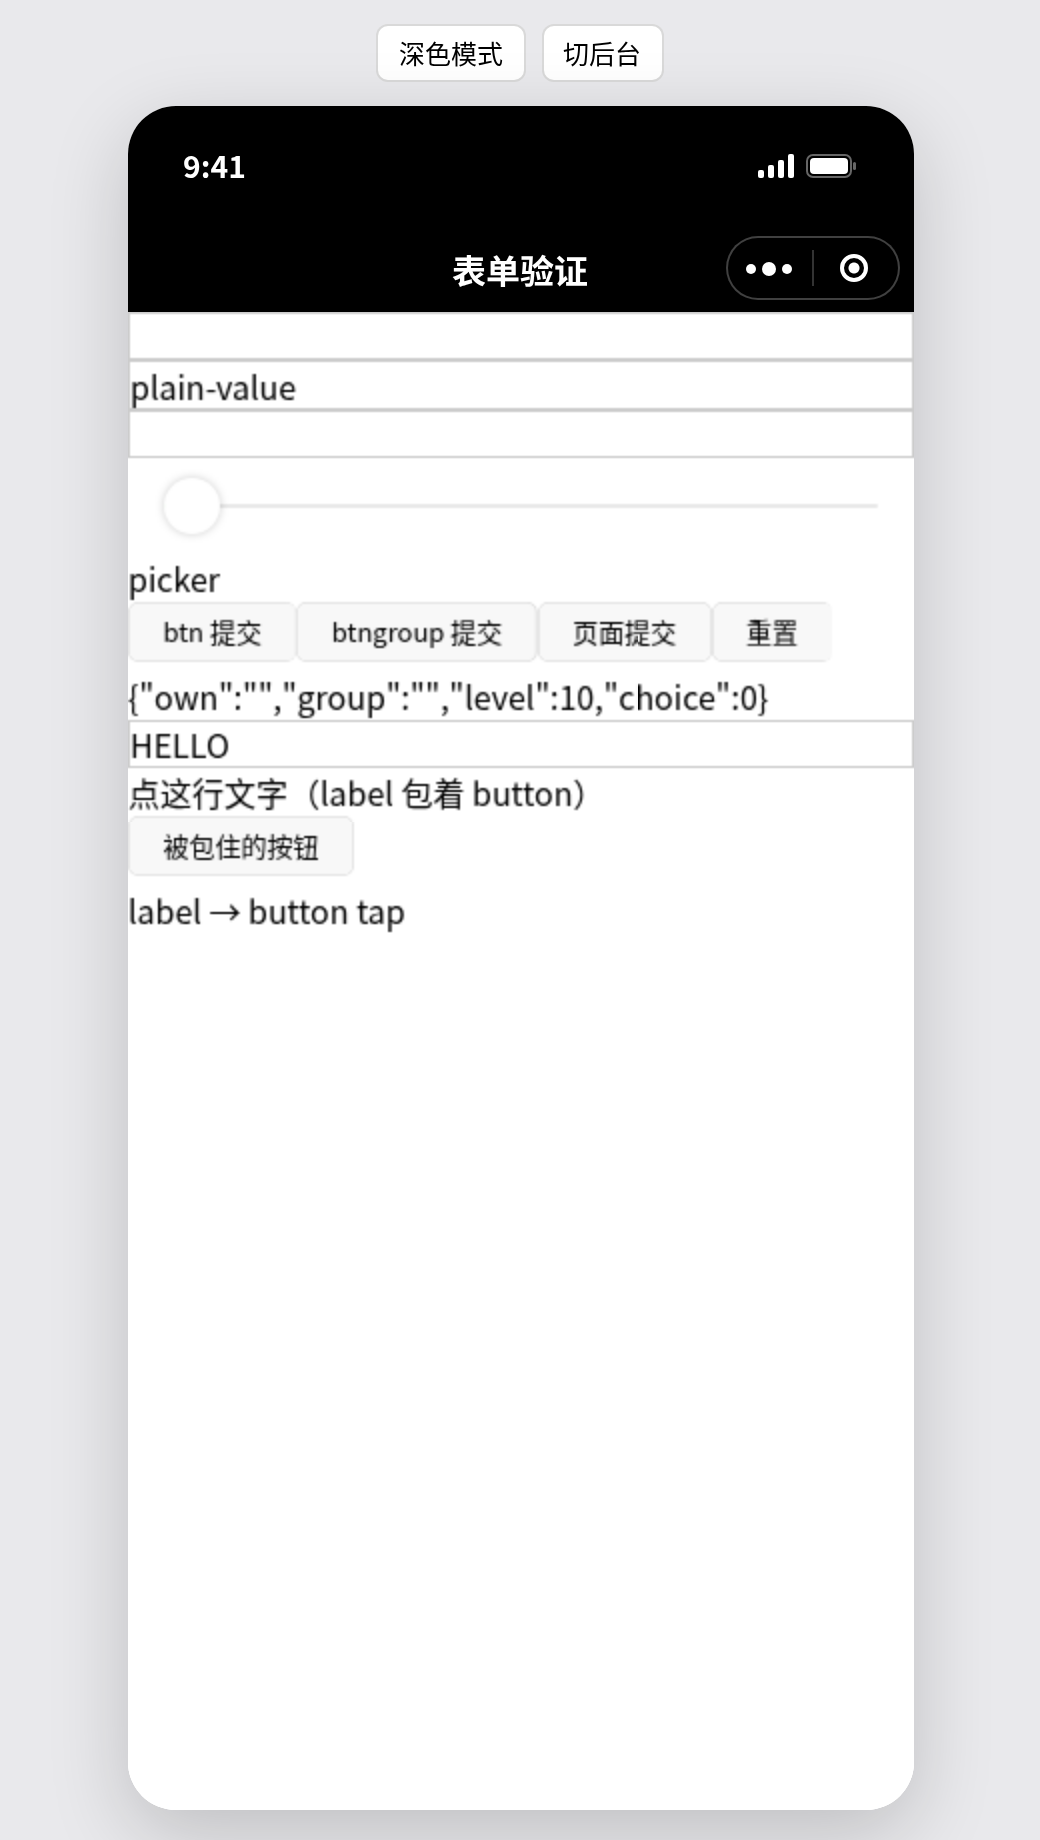 深色模式 切后台
9:41
表单验证
plain-value
picker
btn 提交 btngroup 提交 页面提交 重置
{"own":"","group":"","level":10,"choice":0}
HELLO
点这行文字（label 包着 button）
被包住的按钮
label → button tap